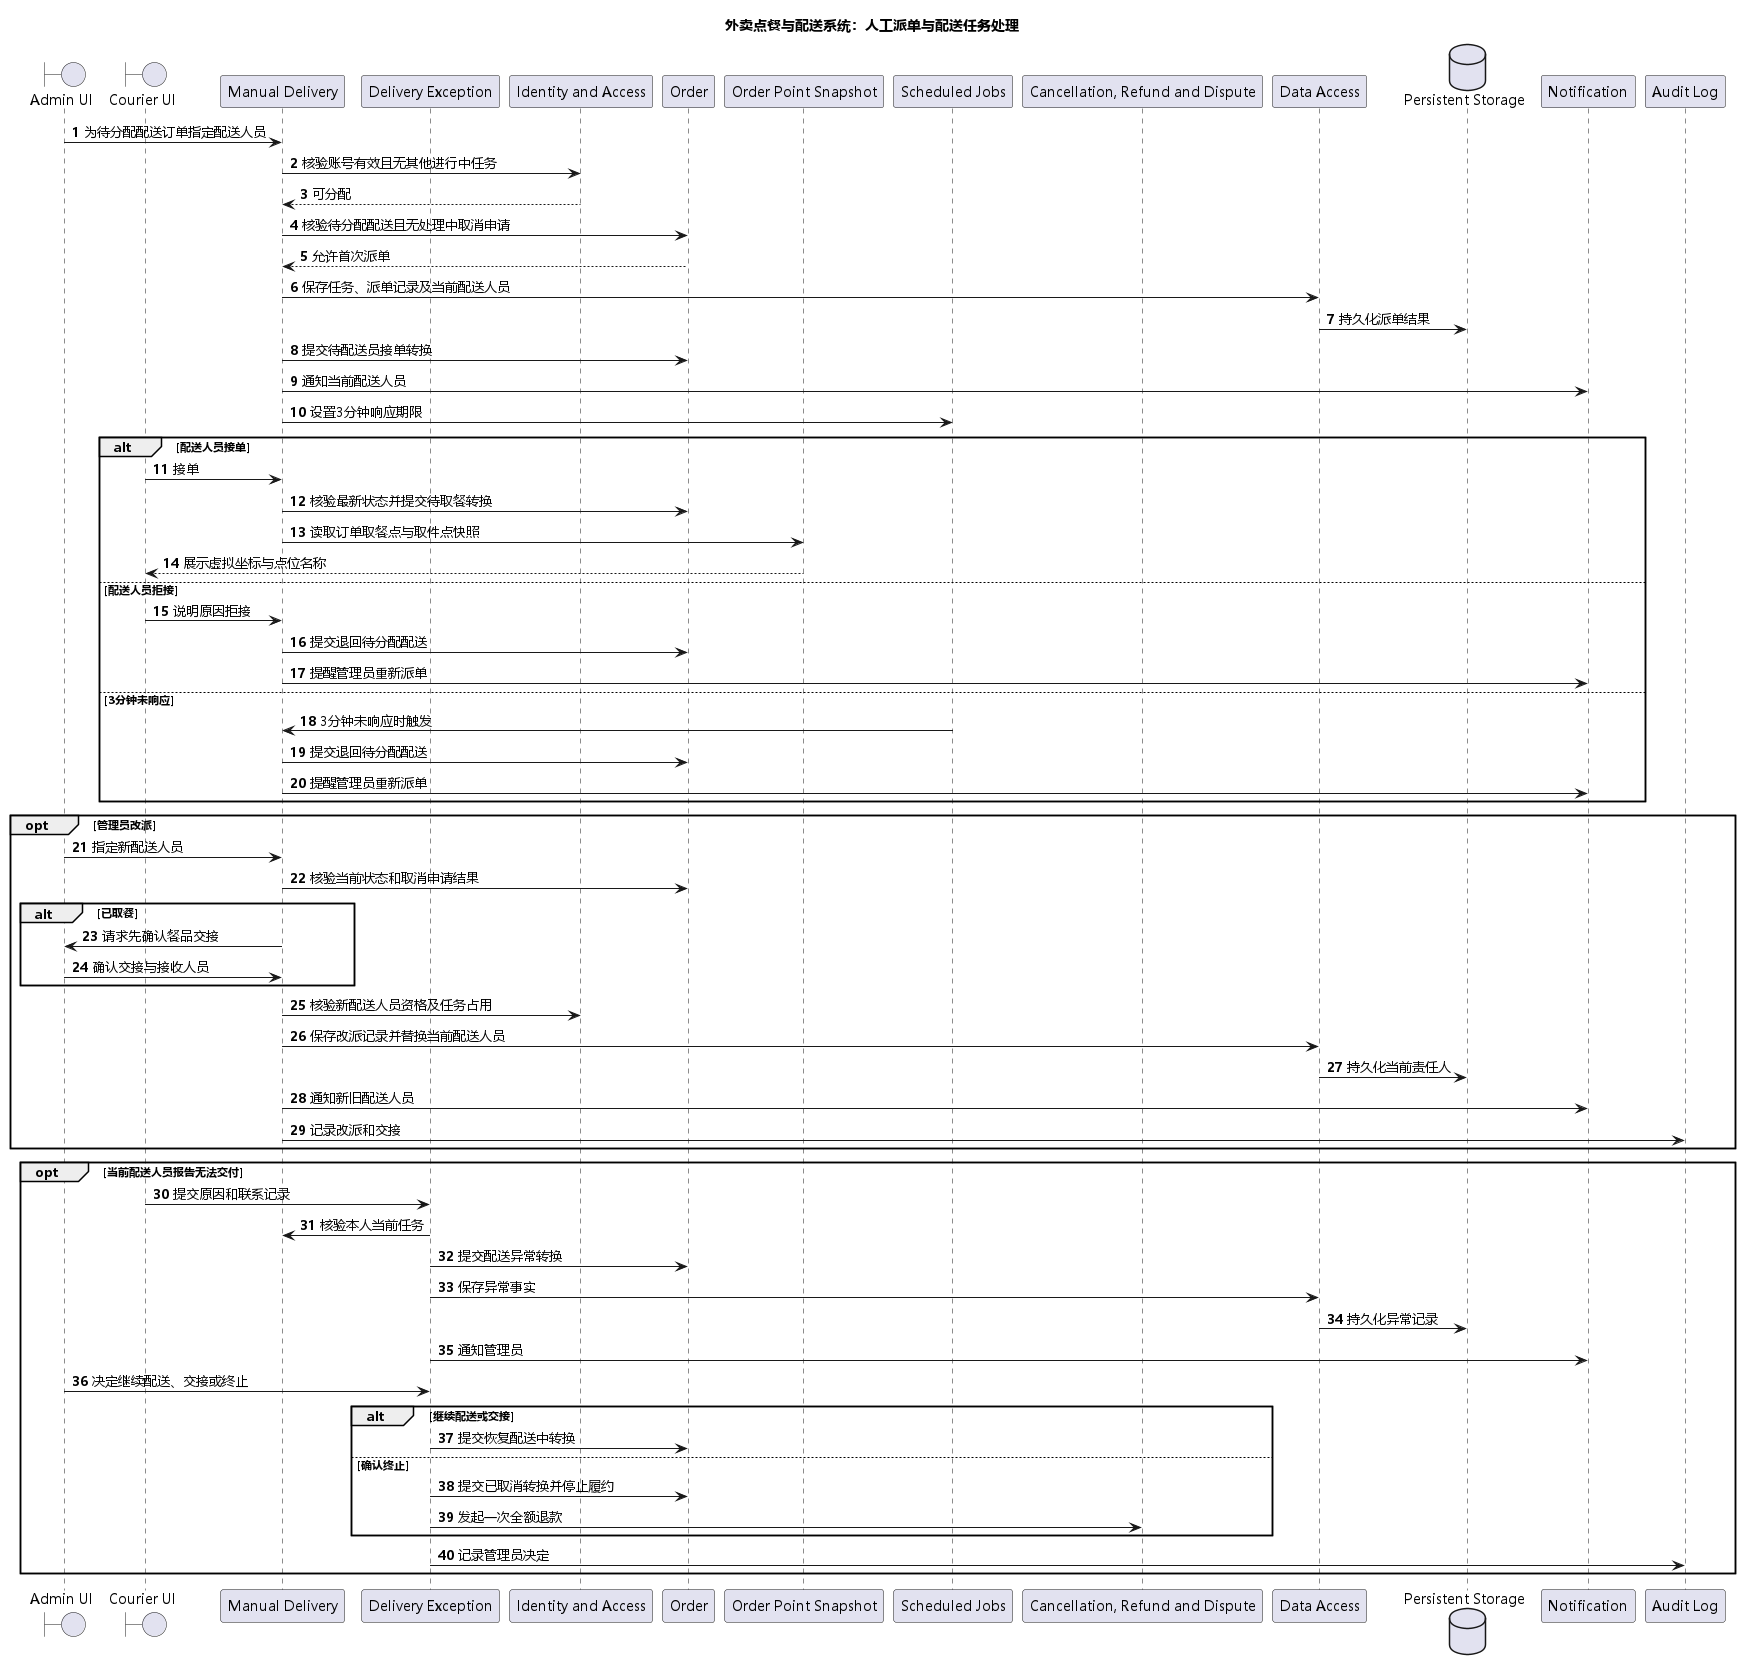 外卖点餐与配送系统：人工派单与配送任务处理
Admin UI
Courier UI
Manual Delivery
Delivery Exception
Identity and Access
Order
Order Point Snapshot
Scheduled Jobs
Cancellation, Refund and Dispute
Data Access
Persistent Storage
Notification
Audit Log
1 为待分配配送订单指定配送人员
2 核验账号有效且无其他进行中任务
3 可分配
4 核验待分配配送且无处理中取消申请
5 允许首次派单
6 保存任务、派单记录及当前配送人员
7 持久化派单结果
8 提交待配送员接单转换
9 通知当前配送人员
10 设置3分钟响应期限
alt [配送人员接单]
11 接单
12 核验最新状态并提交待取餐转换
13 读取订单取餐点与取件点快照
14 展示虚拟坐标与点位名称
[配送人员拒接]
15 说明原因拒接
16 提交退回待分配配送
17 提醒管理员重新派单
[3分钟未响应]
18 3分钟未响应时触发
19 提交退回待分配配送
20 提醒管理员重新派单
opt [管理员改派]
21 指定新配送人员
22 核验当前状态和取消申请结果
alt [已取餐]
23 请求先确认餐品交接
24 确认交接与接收人员
25 核验新配送人员资格及任务占用
26 保存改派记录并替换当前配送人员
27 持久化当前责任人
28 通知新旧配送人员
29 记录改派和交接
opt [当前配送人员报告无法交付]
30 提交原因和联系记录
31 核验本人当前任务
32 提交配送异常转换
33 保存异常事实
34 持久化异常记录
35 通知管理员
36 决定继续配送、交接或终止
alt [继续配送或交接]
37 提交恢复配送中转换
[确认终止]
38 提交已取消转换并停止履约
39 发起一次全额退款
40 记录管理员决定
Admin UI
Courier UI
Manual Delivery
Delivery Exception
Identity and Access
Order
Order Point Snapshot
Scheduled Jobs
Cancellation, Refund and Dispute
Data Access
Persistent Storage
Notification
Audit Log